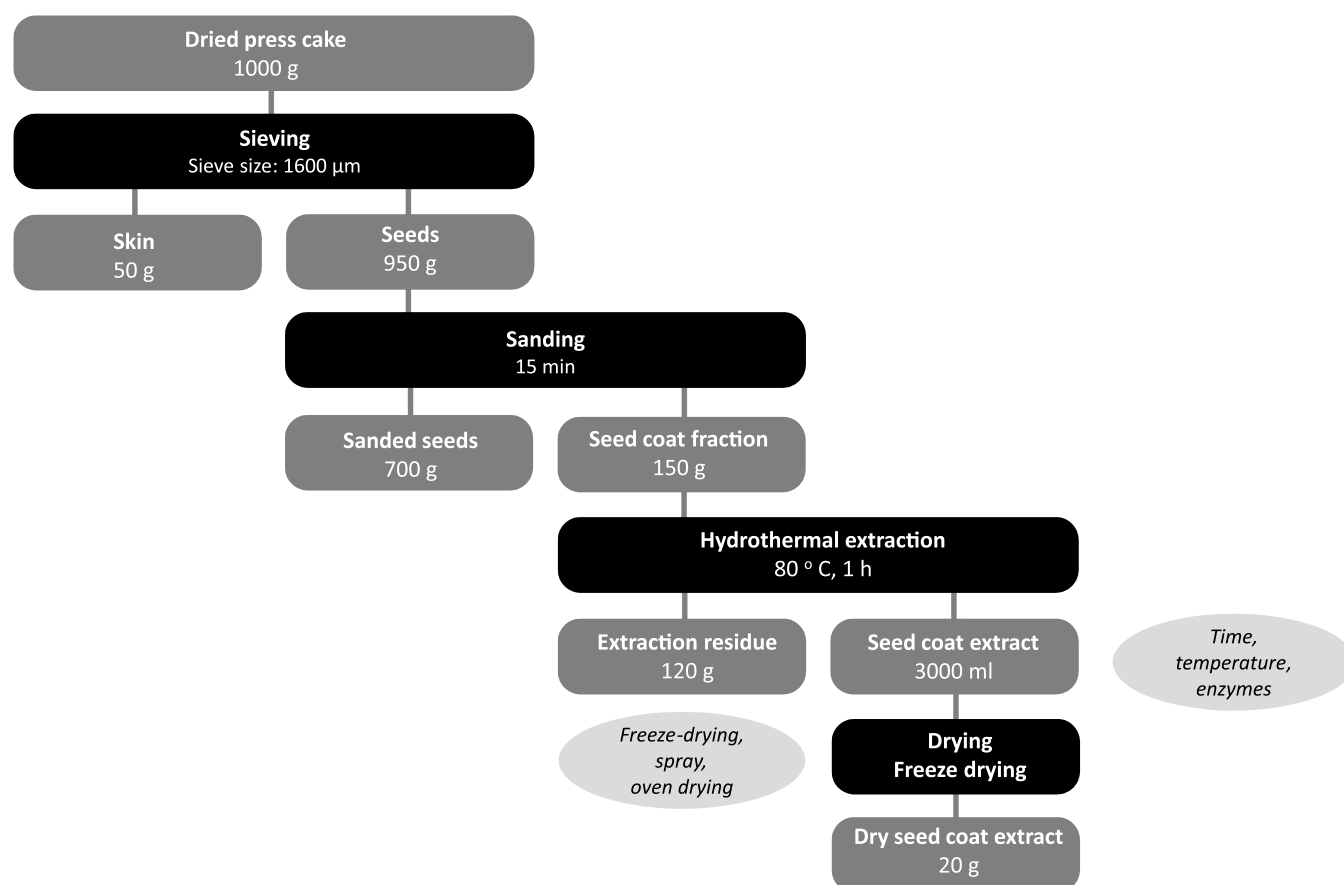 Dried press cake
1000 g
Sieving
Sieve size: 1600 µm
Skin
50 g
Seeds
950 g
Sanding
15 min
Sanded seeds
700 g
Seed coat fraction
150 g
Hydrothermal extraction
80 º C, 1 h
Extraction residue
120 g
Seed coat extract
3000 ml
Time,
temperature,
enzymes
Freeze-drying,
spray,
oven drying
Drying
Freeze drying
Dry seed coat extract
20 g